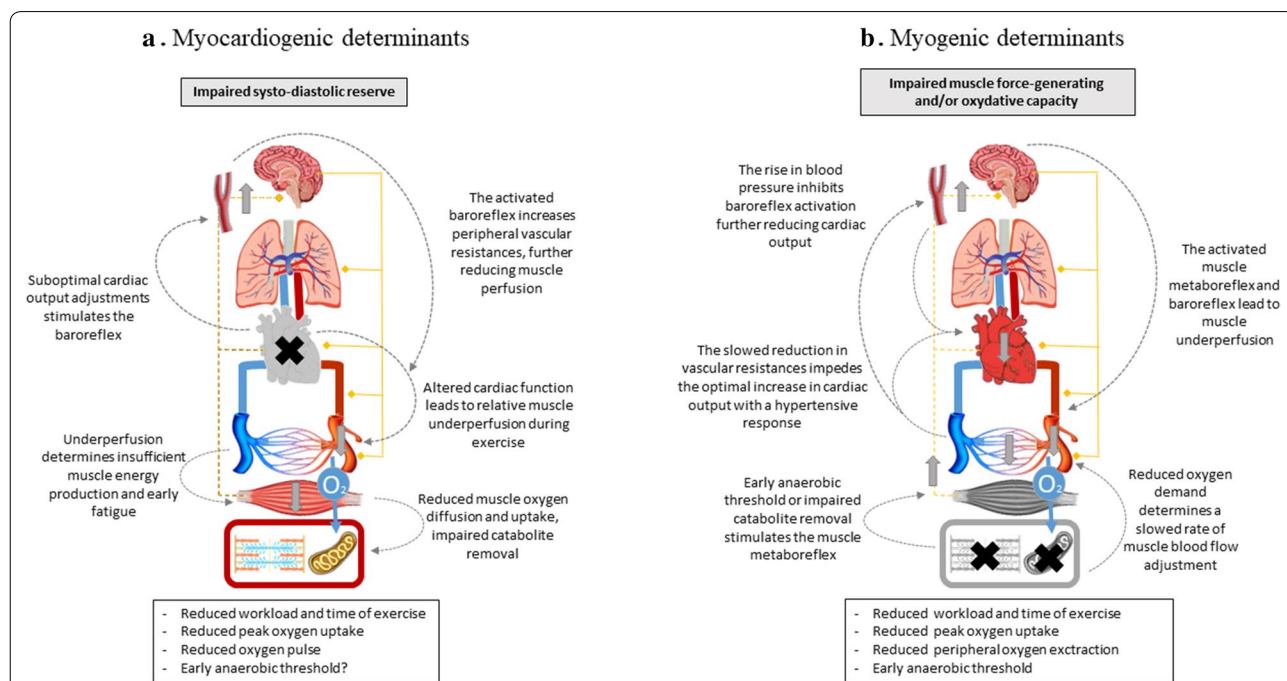 a. Myocardiogenic determinants
Impaired systo-diastolic reserve
The activated
baroreflex increases
peripheral vascular
resistances, further
reducing muscle
perfusion
Suboptimal cardiac
output adjustments
stimulates the
baroreflex
Altered cardiac function
leads to relative muscle
underperfusion during
exercise
Underperfusion
determines insufficient
muscle energy
production and early
fatigue
O2
Reduced muscle oxygen
diffusion and uptake,
impaired catabolite
removal
- Reduced workload and time of exercise
- Reduced peak oxygen uptake
- Reduced oxygen pulse
- Early anaerobic threshold?
b. Myogenic determinants
Impaired muscle force-generating
and/or oxydative capacity
The rise in blood
pressure inhibits
baroreflex activation
further reducing cardiac
output
The activated
muscle
metaboreflex and
baroreflex lead to
muscle
underperfusion
The slowed reduction in
vascular resistances impedes
the optimal increase in cardiac
output with a hypertensive
response
Early anaerobic
threshold or impaired
catabolite removal
stimulates the muscle
metaboreflex
O2
Reduced oxygen
demand
determines a
slowed rate of
muscle blood flow
adjustment
- Reduced workload and time of exercise
- Reduced peak oxygen uptake
- Reduced peripheral oxygen exctraction
- Early anaerobic threshold